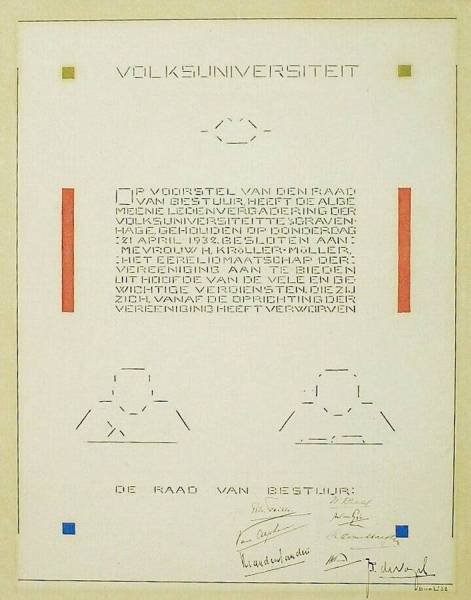 VOLKSUNIVERSITEIT
OP VOORSTEL VAN DEN RAAD
VAN BESTUUR, HEEFT DE ALGE
MEENE LEDENVERGADERING DER
VOLKSUNIVERSITEIT TE 'S GRAVEN-
HAGE, GEHOUDEN OP DONDERDAG
:21 APRIL 1932, BESLOTEN AAN:
MEVROUW H. KRÖLLER-MÜLLER,
:HET EERELIDMAATSCHAP DER:
VEREENIGING AAN TE BIEDEN
UIT HOOFDE VAN DE VELE EN GE
WICHTIGE VERDIENSTEN, DIE ZIJ
ZICH, VANAF DE OPRICHTING DER
VEREENIGING HEEFT VERWORVEN
DE RAAD VAN BESTUUR: